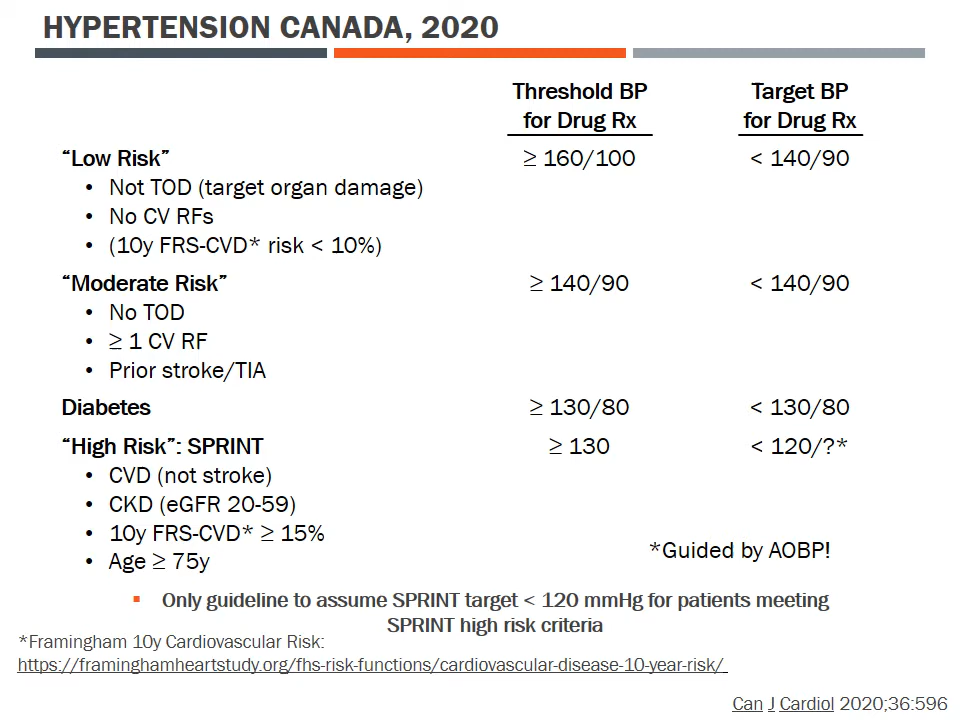 HYPERTENSION CANADA, 2020
Threshold BP Target BP
for Drug Rx for Drug Rx
“Low Risk” ≥ 160/100 < 140/90
• Not TOD (target organ damage)
• No CV RFs
• (10y FRS-CVD* risk < 10%)
“Moderate Risk” ≥ 140/90 < 140/90
• No TOD
• ≥ 1 CV RF
• Prior stroke/TIA
Diabetes ≥ 130/80 < 130/80
“High Risk”: SPRINT ≥ 130 < 120/?*
• CVD (not stroke)
• CKD (eGFR 20-59)
• 10y FRS-CVD* ≥ 15%
• Age ≥ 75y
*Guided by AOBP!
▪ Only guideline to assume SPRINT target < 120 mmHg for patients meeting
SPRINT high risk criteria
*Framingham 10y Cardiovascular Risk:
https://framinghamheartstudy.org/fhs-risk-functions/cardiovascular-disease-10-year-risk/
Can J Cardiol 2020;36:596